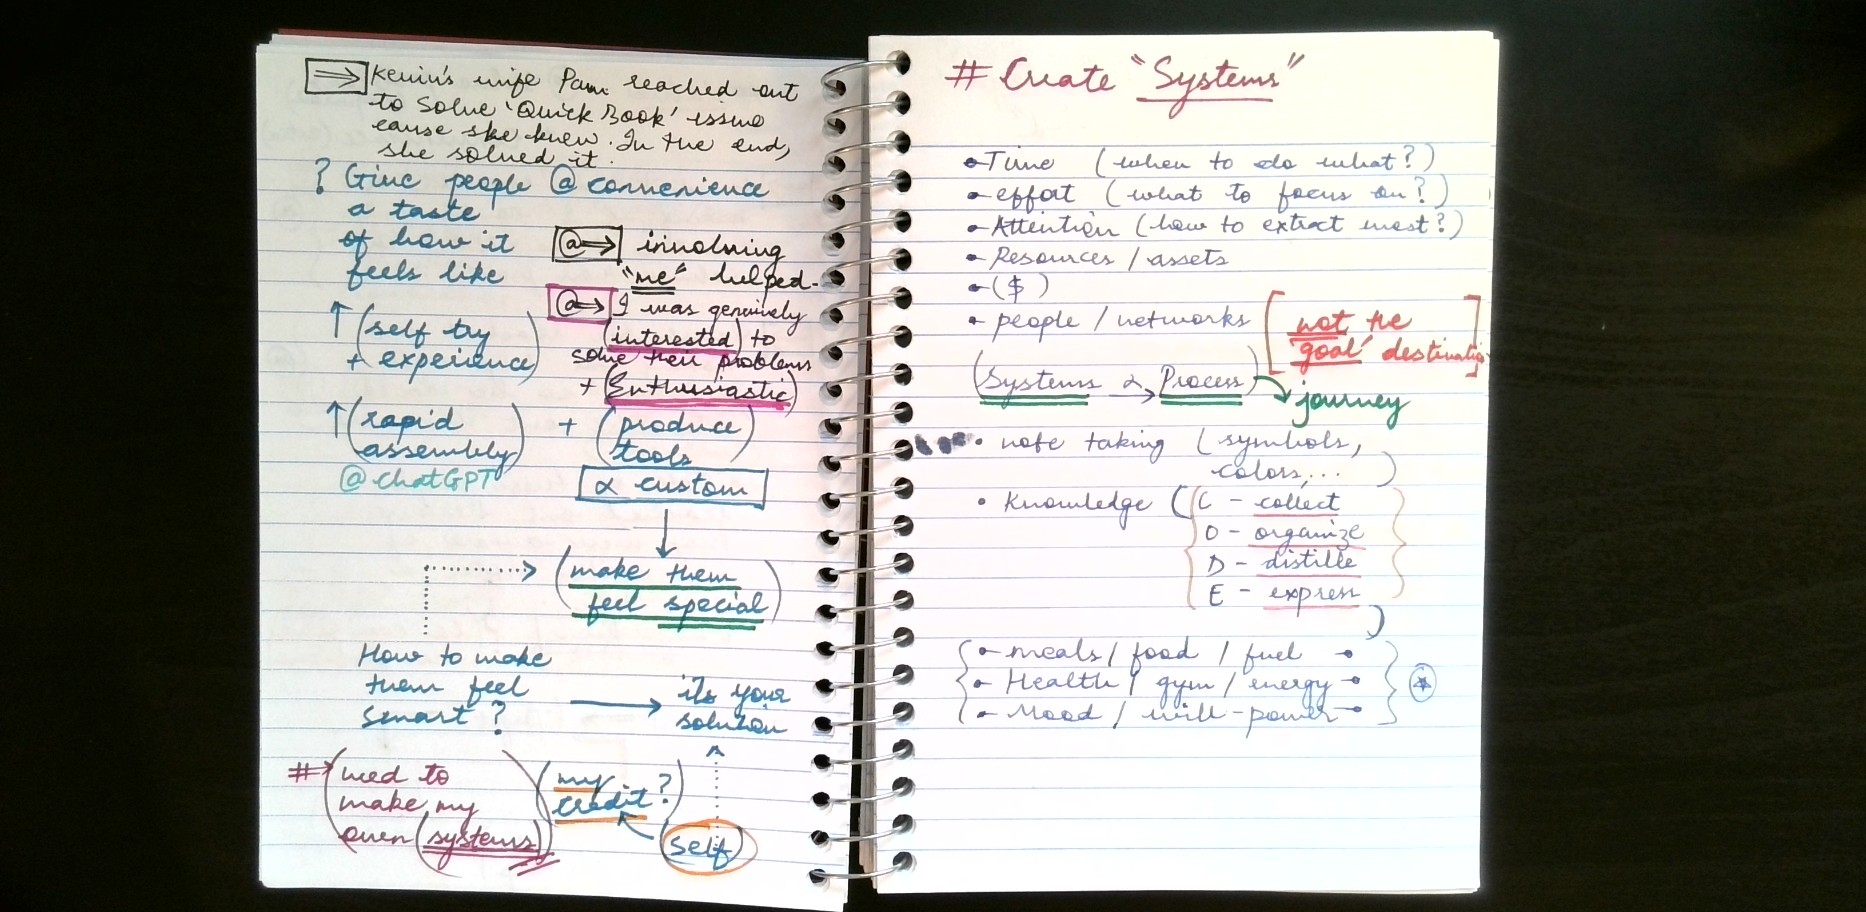 ⇒ Kevin's wife Pam reached out
to solve 'Quick Book' issue
cause she knew. In the end,
she solved it.
? Give people @ convenience
a taste
of how it
feels like
@⇒ involving
"me" helped.
@⇒ I was genuinely
(interested) to
solve their problems
+ (Enthusiastic)
↑ (self try
+ experience)
↑ (rapid
assembly)
@chatGPT
+ (produce
tools)
∝ custom
(make them
feel special)
How to make
them feel
smart? → its your
solution
#→ (need to
make my
own (systems))
(my
credit?)
(self)
# Create "Systems"
• Time (when to do what?)
• effort (what to focus on?)
• Attention (how to extract most?)
• Resources / assets
• ($)
• people / networks
[not the
'goal' destination]
(Systems ∝→ Process) → journey
• note taking (symbols,
colors,... )
• Knowledge ( C - collect
O - organize
D - distille
E - express
)
• meals / food / fuel
• Health / gym / energy
• Mood / will-power